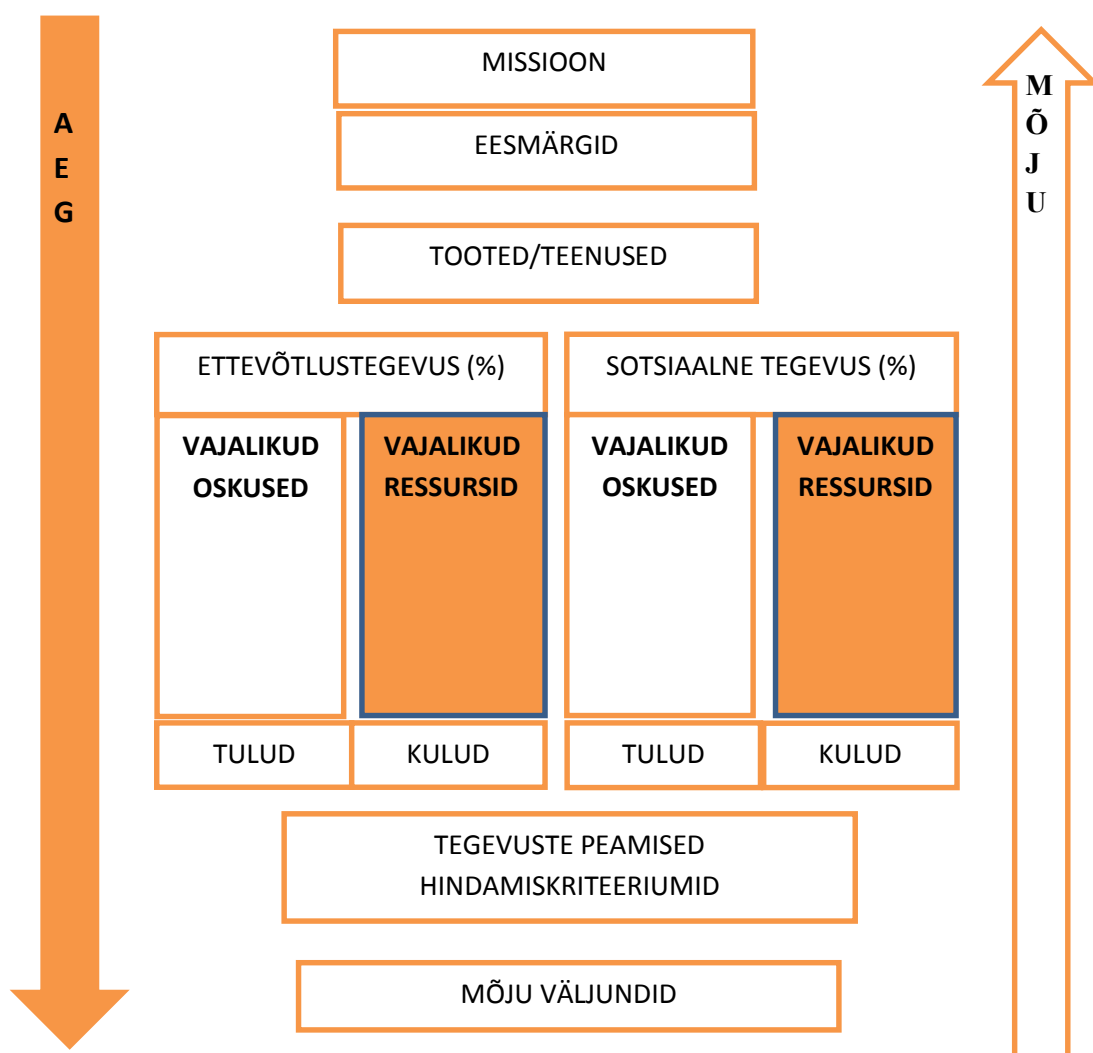 MISSIOON
A
E
G
M
Õ
J
U
EESMÄRGID
TOOTED/TEENUSED
ETTEVÕTLUSTEGEVUS (%)
SOTSIAALNE TEGEVUS (%)
VAJALIKUD
OSKUSED
VAJALIKUD
RESSURSID
VAJALIKUD
OSKUSED
VAJALIKUD
RESSURSID
TULUD
KULUD
TULUD
KULUD
TEGEVUSTE PEAMISED
HINDAMISKRITEERIUMID
MÕJU VÄLJUNDID